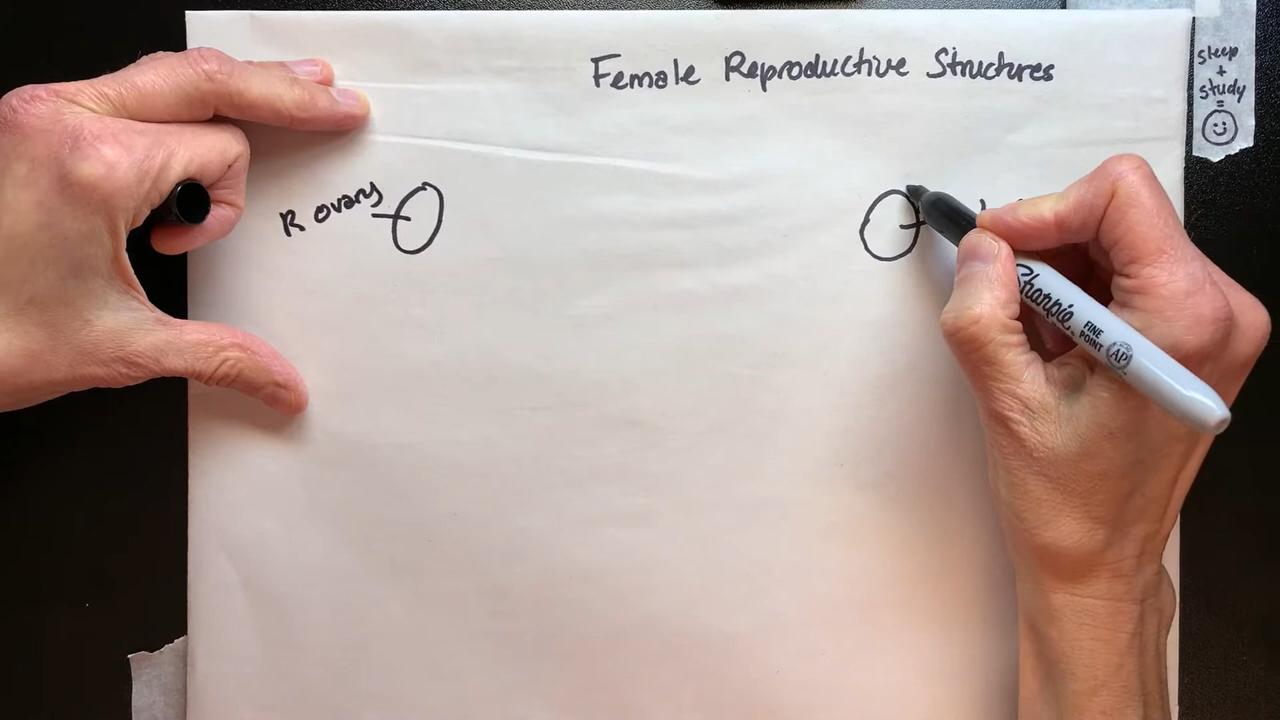 Female Reproductive Structures
sleep
+
study
=
R ovary
Sharpie
FINE
POINT
AP